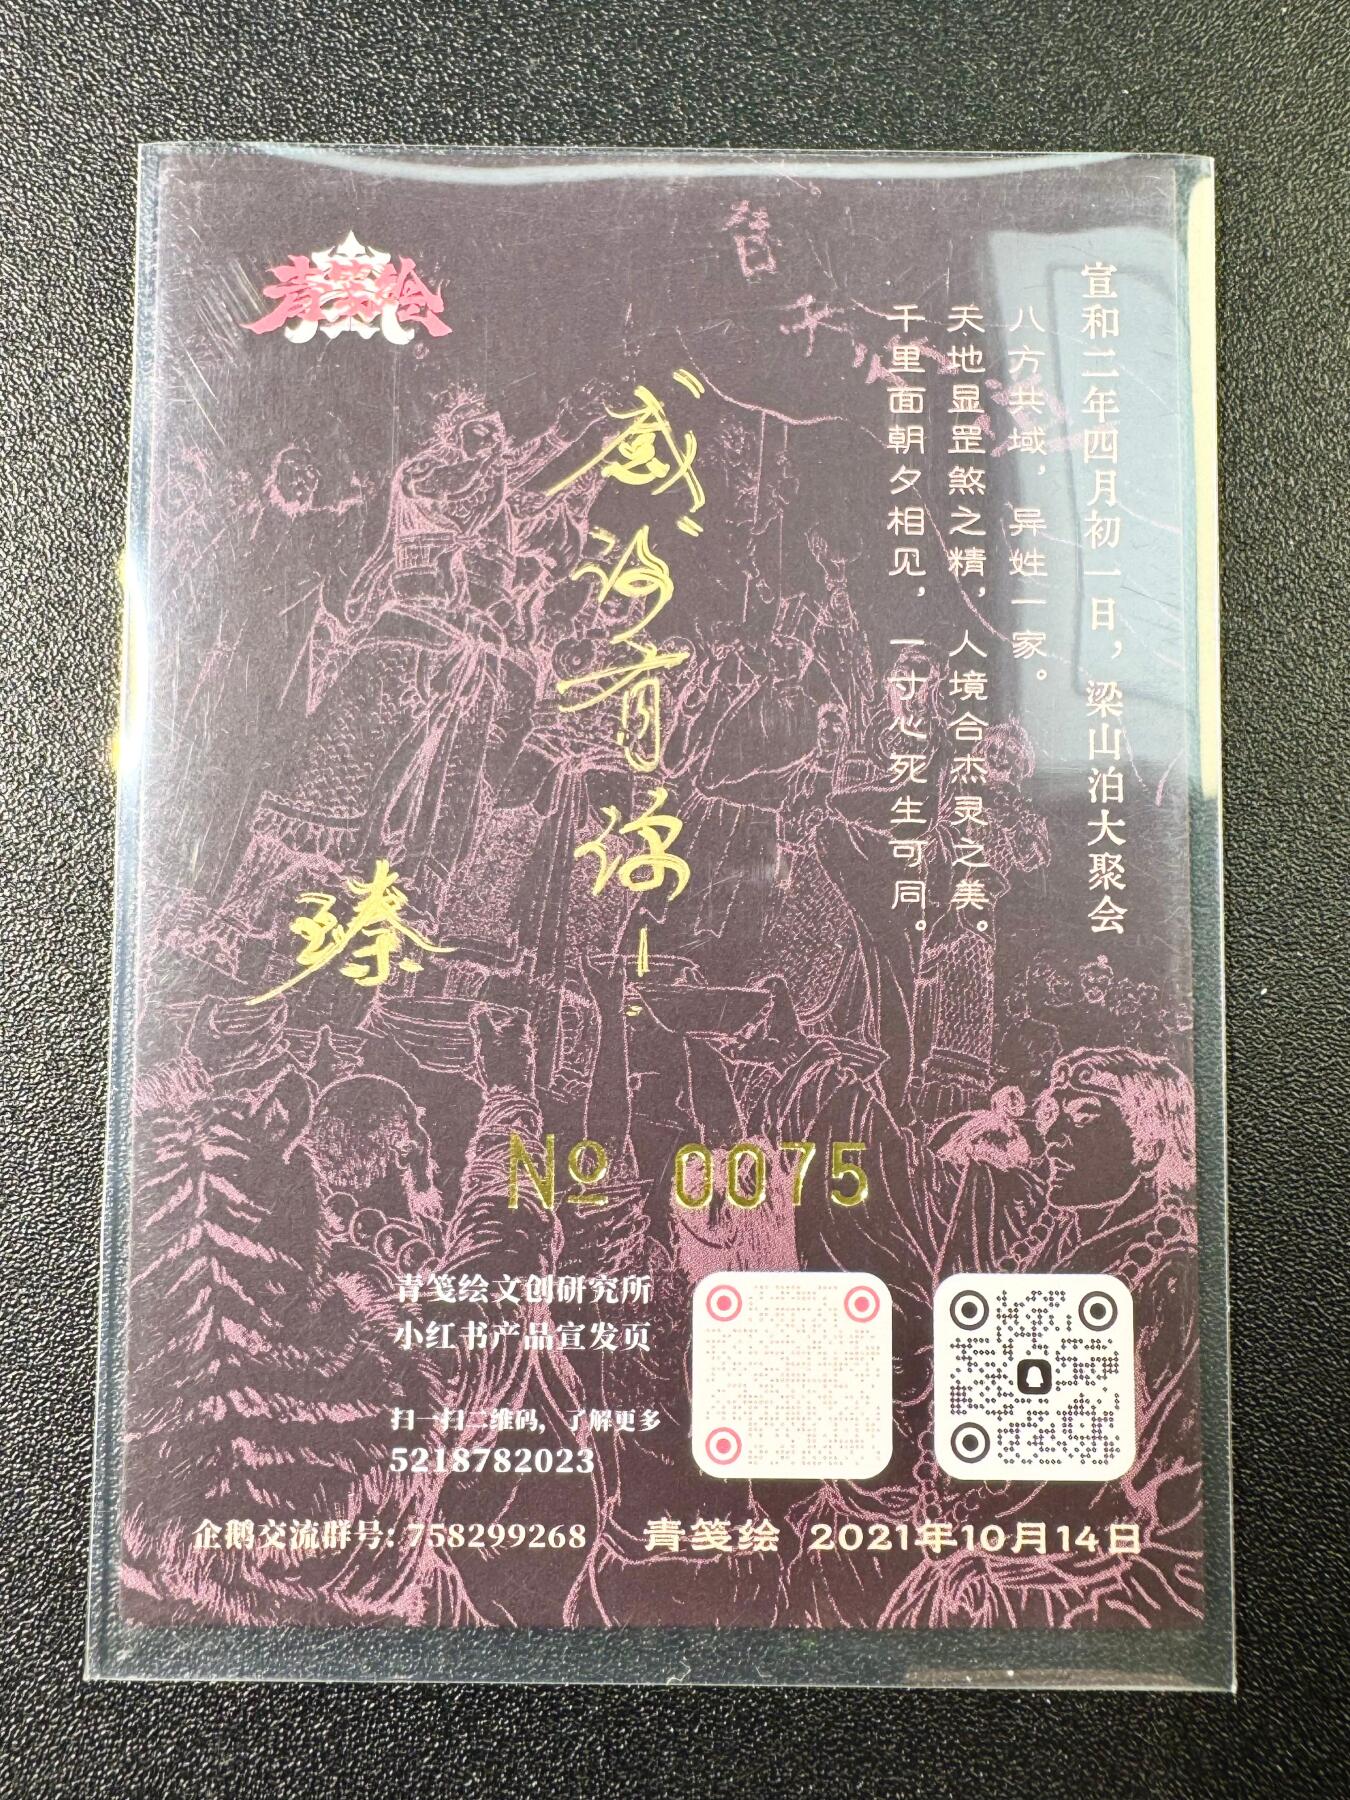 青笺绘
宣和二年四月初一日，梁山泊大聚会
八方共域，异姓一家。
天地显罡煞之精，人境合杰灵之美。
千里面朝夕相见，一寸心死生可同。
感谢有你
臻
No 0075
青笺绘文创研究所
小红书产品宣发页
扫一扫二维码，了解更多
5218782023
企鹅交流群号: 758299268
青笺绘 2021年10月14日